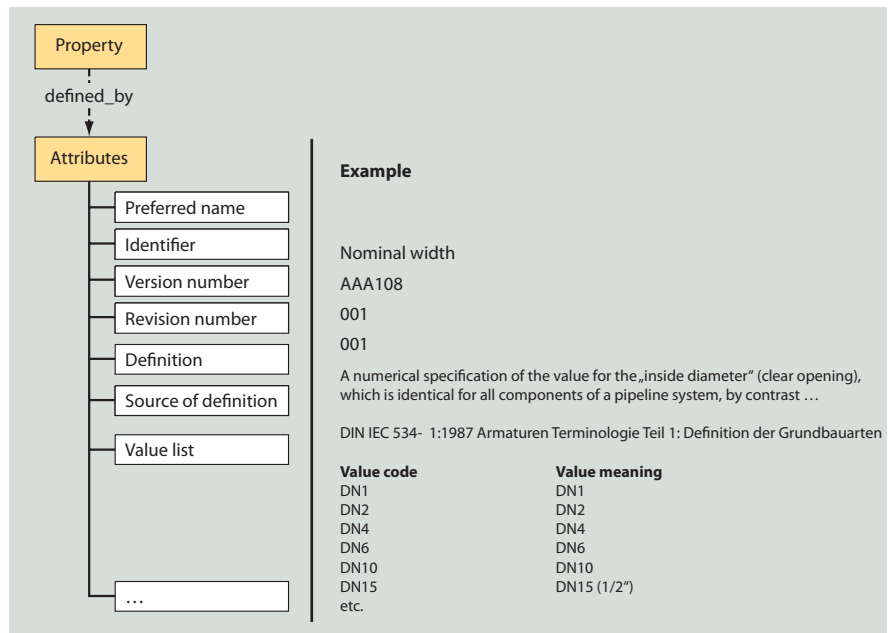 Property
defined_by
Attributes
Preferred name
Identifier
Version number
Revision number
Definition
Source of definition
Value list
…
Example
Nominal width
AAA108
001
001
A numerical specification of the value for the„inside diameter“ (clear opening),
which is identical for all components of a pipeline system, by contrast …
DIN IEC 534- 1:1987 Armaturen Terminologie Teil 1: Definition der Grundbauarten
Value code Value meaning
DN1 DN1
DN2 DN2
DN4 DN4
DN6 DN6
DN10 DN10
DN15 DN15 (1/2“)
etc.